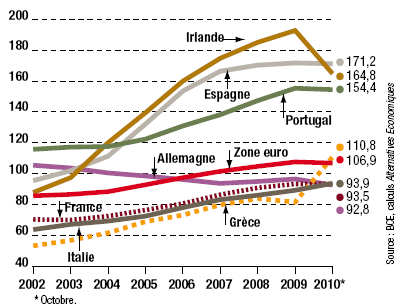 200
180
160
140
120
100
80
60
40
Irlande
Espagne
Portugal
Allemagne
Zone euro
France
Grèce
Italie
171,2
164,8
154,4
110,8
106,9
93,9
93,5
92,8
2002 2003 2004 2005 2006 2007 2008 2009 2010*
* Octobre.
Source : BCE, calculs Alternatives Economiques